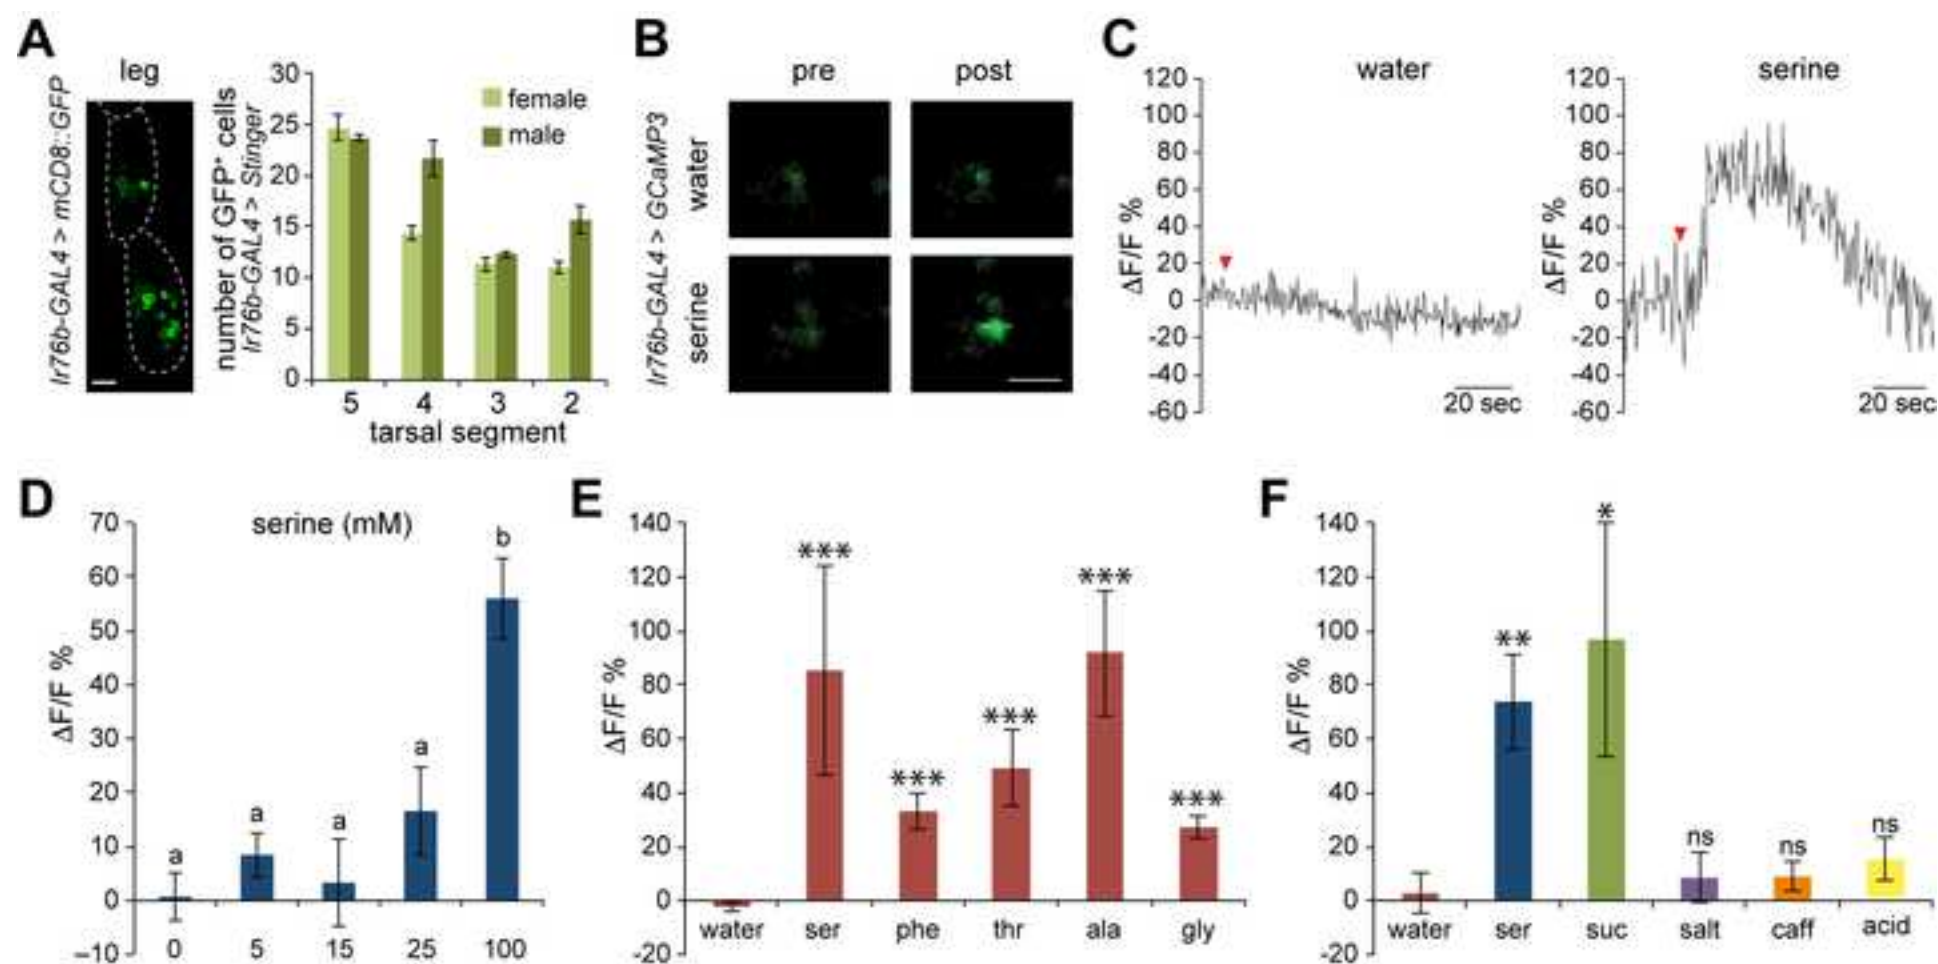 A
leg
Ir76b-GAL4 > mCD8::GFP
number of GFP+ cells
Ir76b-GAL4 > Stinger
30
25
20
15
10
5
0
female
male
5 4 3 2
tarsal segment
B
pre post
Ir76b-GAL4 > GCaMP3
water
serine
C
water
ΔF/F %
120
100
80
60
40
20
0
-20
-40
-60
20 sec
serine
ΔF/F %
120
100
80
60
40
20
0
-20
-40
-60
20 sec
D
serine (mM)
ΔF/F %
70
60
50
40
30
20
10
0
–10
a a a a b
0 5 15 25 100
E
ΔF/F %
140
120
100
80
60
40
20
0
-20
*** *** *** *** ***
water ser phe thr ala gly
F
ΔF/F %
140
120
100
80
60
40
20
0
-20
** * ns ns ns
water ser suc salt caff acid